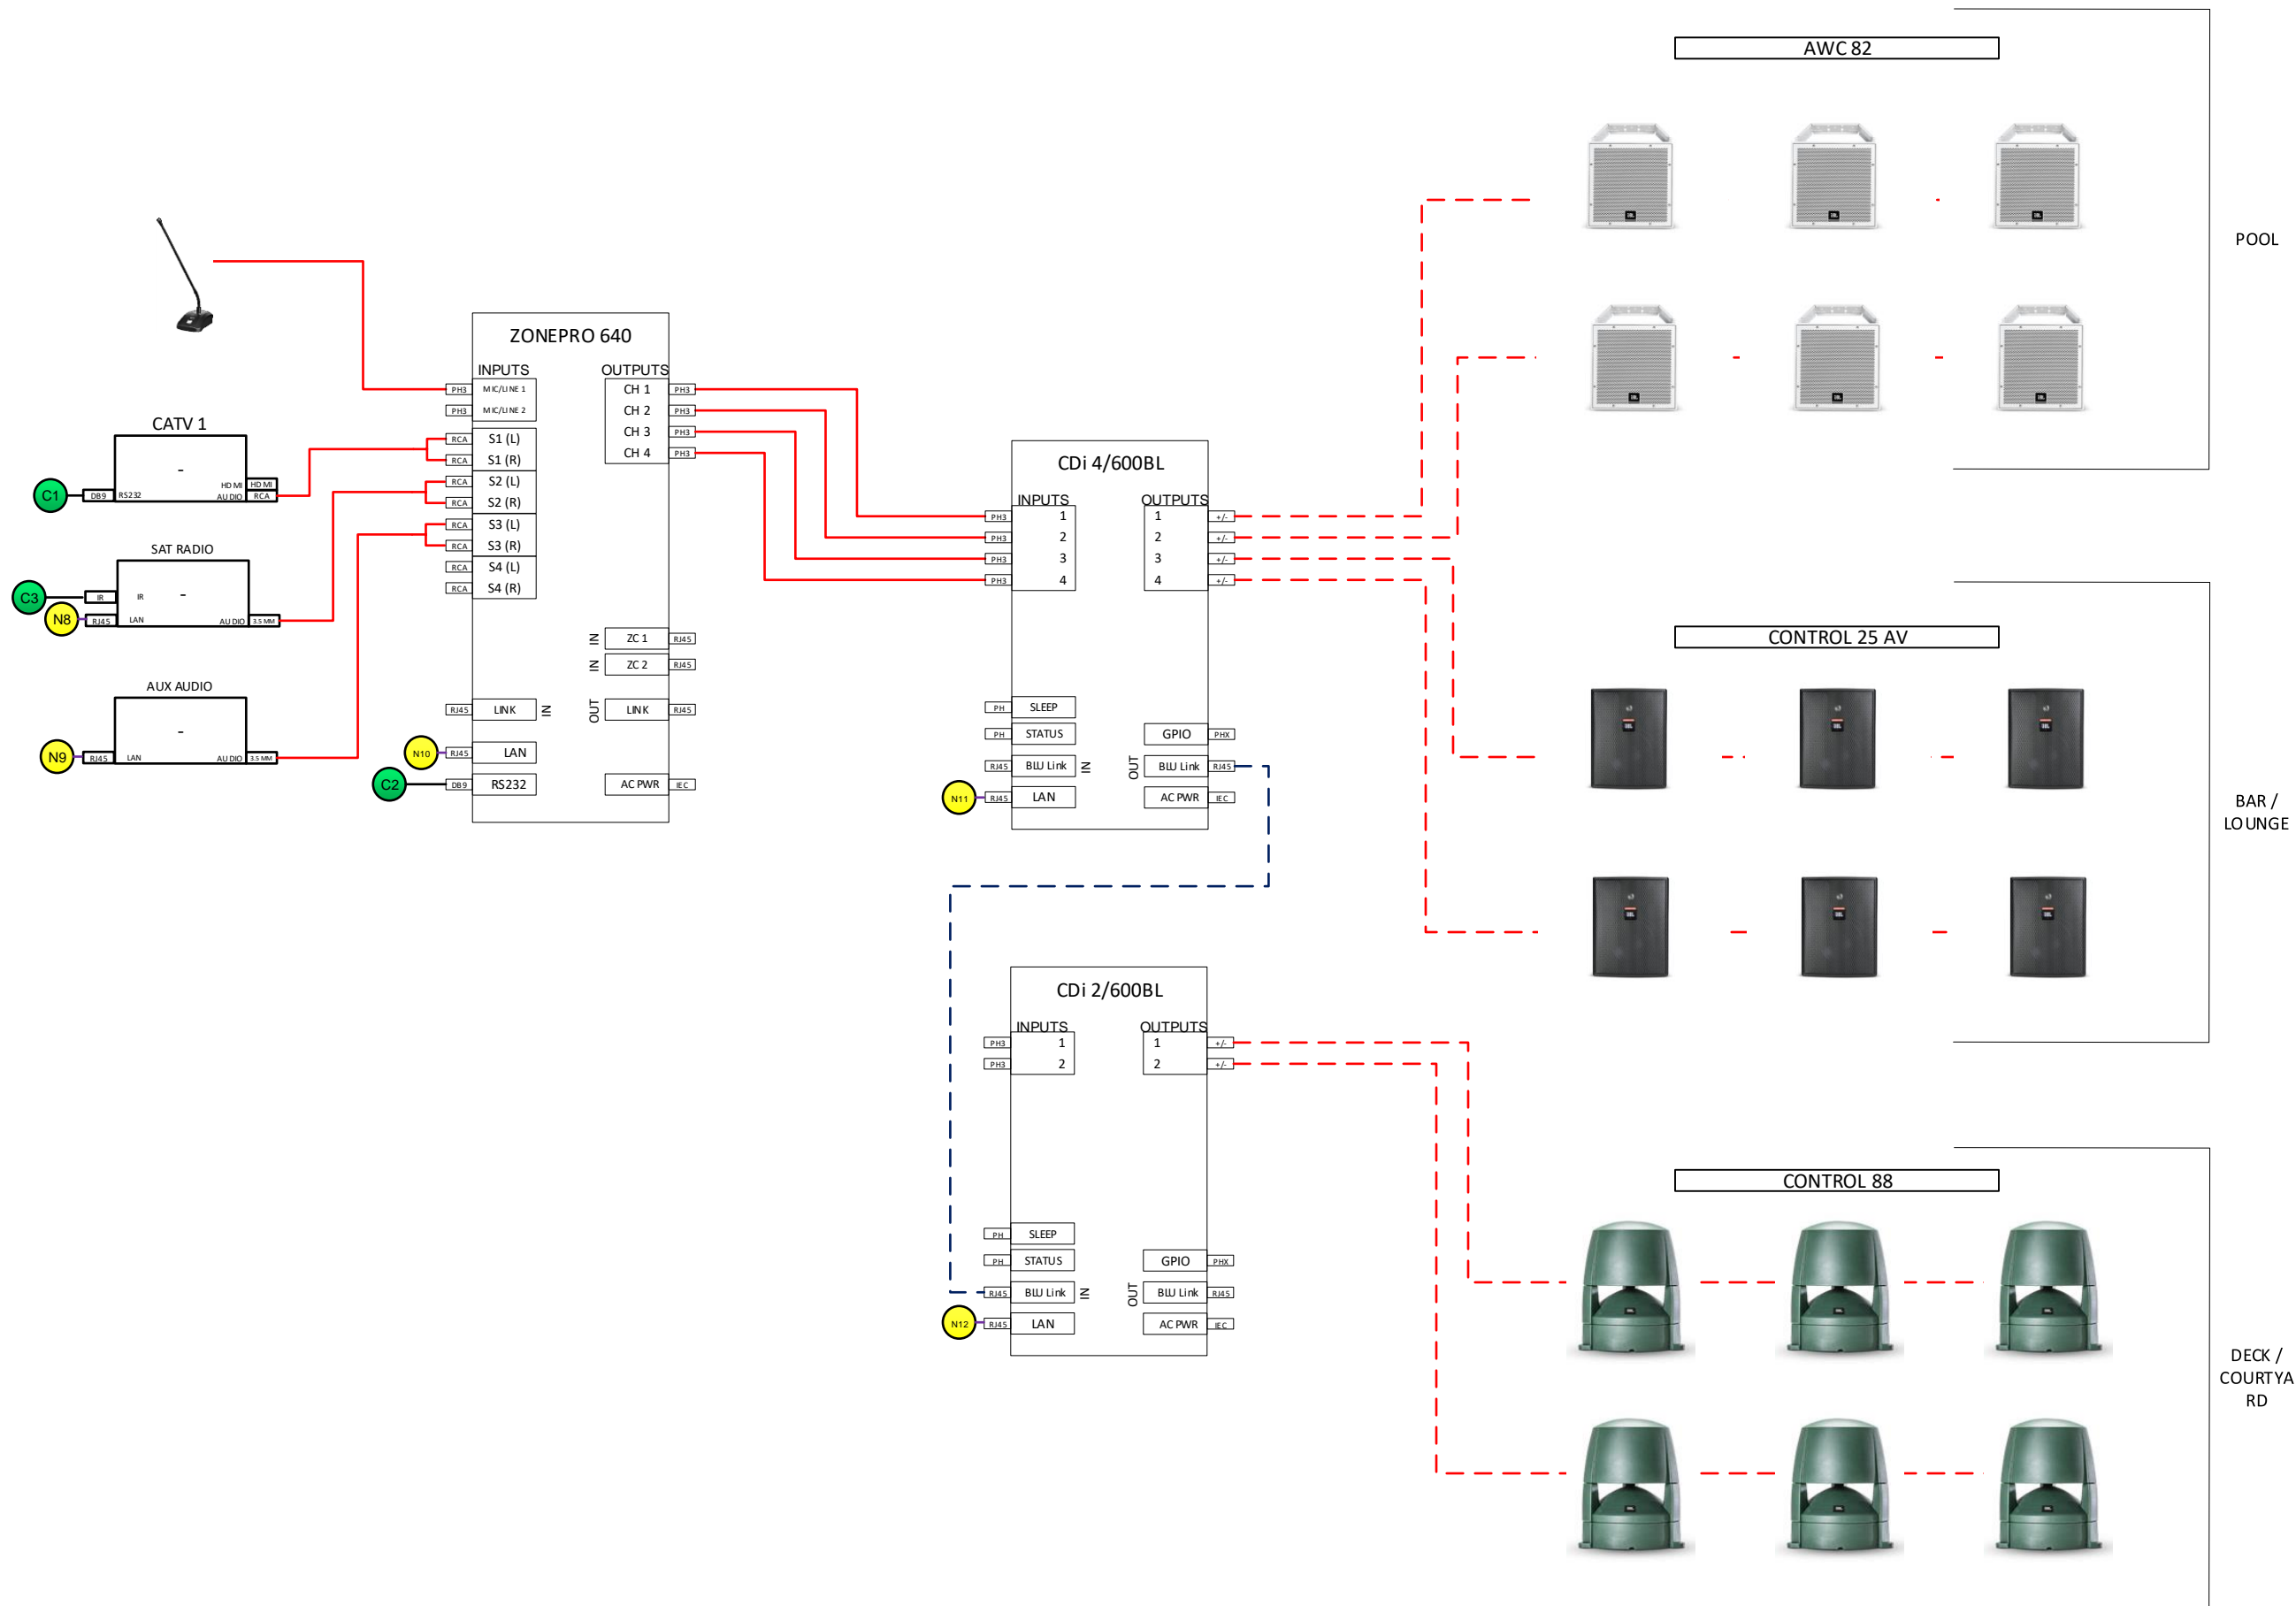 AWC 82
POOL
ZONEPRO 640
INPUTS
OUTPUTS
PH3 MIC/LINE 1
CH 1 PH3
PH3 MIC/LINE 2
CH 2 PH3
CH 3 PH3
CH 4 PH3
RCA S1 (L)
RCA S1 (R)
RCA S2 (L)
RCA S2 (R)
RCA S3 (L)
RCA S3 (R)
RCA S4 (L)
RCA S4 (R)
IN ZC 1 RJ45
IN ZC 2 RJ45
RJ45 LINK IN
OUT LINK RJ45
N10 RJ45 LAN
C2 DB9 RS232
AC PWR IEC
CATV 1
-
HDMI HDMI
C1 DB9 RS232
AUDIO RCA
SAT RADIO
-
C3 IR IR
N8 RJ45 LAN
AUDIO 3.5 MM
AUX AUDIO
-
N9 RJ45 LAN
AUDIO 3.5 MM
CDi 4/600BL
INPUTS
OUTPUTS
PH3 1
1 +/-
PH3 2
2 +/-
PH3 3
3 +/-
PH3 4
4 +/-
PH SLEEP
PH STATUS
GPIO PHX
RJ45 BLU Link IN
OUT BLU Link RJ45
N11 RJ45 LAN
AC PWR IEC
CONTROL 25 AV
BAR /
LOUNGE
CDi 2/600BL
INPUTS
OUTPUTS
PH3 1
1 +/-
PH3 2
2 +/-
PH SLEEP
PH STATUS
GPIO PHX
RJ45 BLU Link IN
OUT BLU Link RJ45
N12 RJ45 LAN
AC PWR IEC
CONTROL 88
DECK /
COURTYA
RD